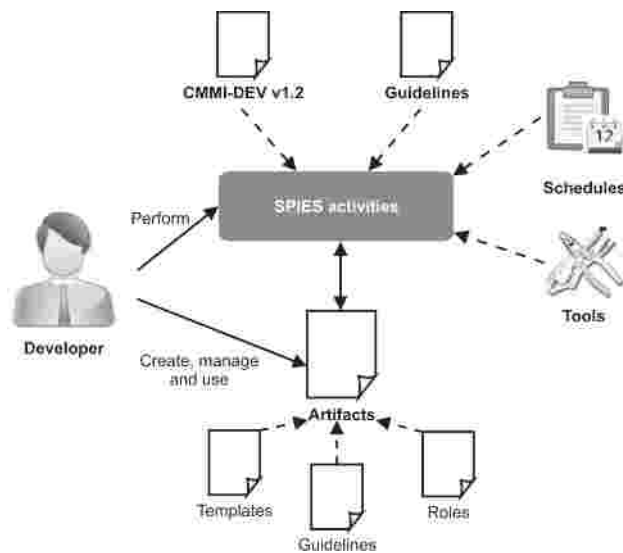 CMMI-DEV v1.2
Guidelines
12
Schedules
SPIES activities
Perform
Tools
Developer
Create, manage
and use
Artifacts
Templates
Guidelines
Roles